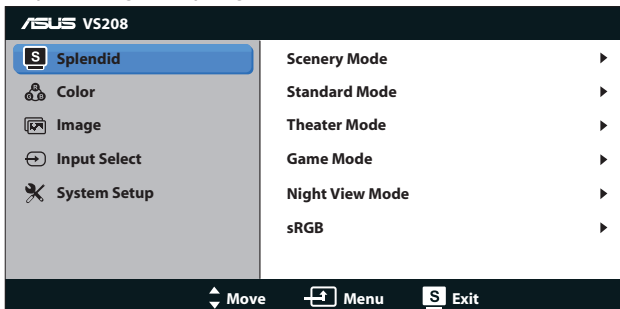 ASUS VS208
S Splendid
Color
Image
Input Select
System Setup
Scenery Mode
Standard Mode
Theater Mode
Game Mode
Night View Mode
sRGB
Move Menu S Exit